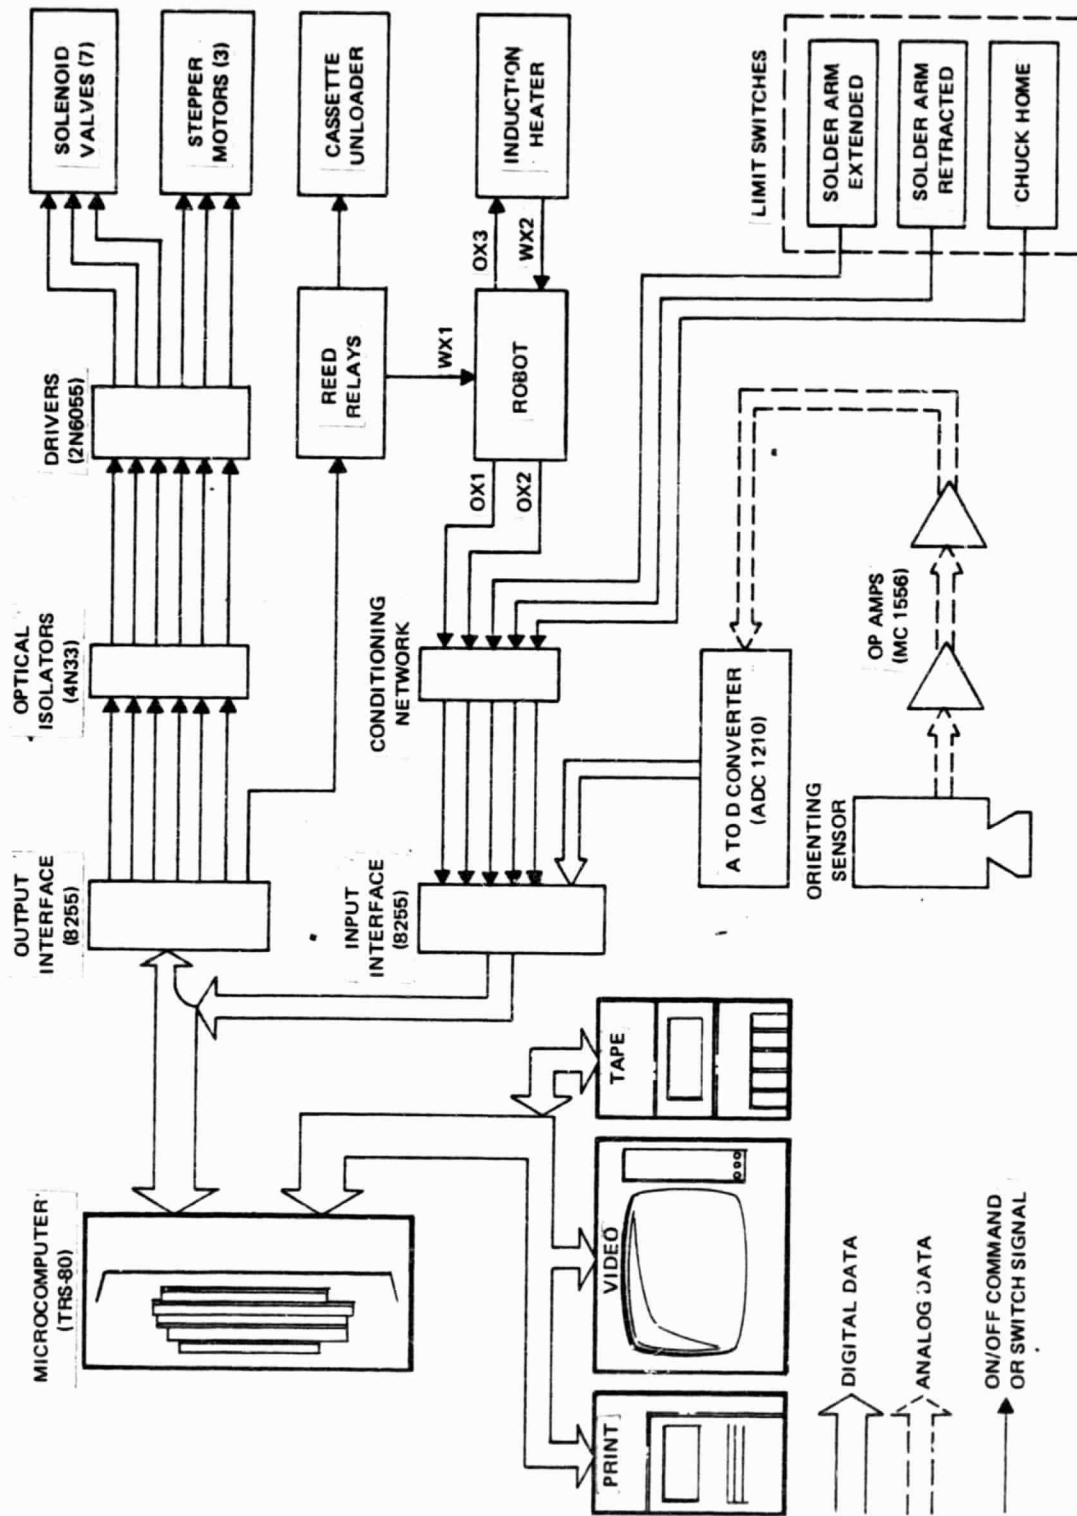 MICROCOMPUTER
(TRS-80)
OUTPUT
INTERFACE
(8255)
OPTICAL
ISOLATORS
(4N33)
DRIVERS
(2N6055)
SOLENOID
VALVES (7)
STEPPER
MOTORS (3)
REED
RELAYS
CASSETTE
UNLOADER
WX1
OX1
OX2
ROBOT
OX3
WX2
INDUCTION
HEATER
INPUT
INTERFACE
(8255)
CONDITIONING
NETWORK
LIMIT SWITCHES
SOLDER ARM
EXTENDED
SOLDER ARM
RETRACTED
CHUCK HOME
PRINT
VIDEO
TAPE
A TO D CONVERTER
(ADC 1210)
ORIENTING
SENSOR
OP AMPS
(MC 1556)
DIGITAL DATA
ANALOG DATA
ON/OFF COMMAND
OR SWITCH SIGNAL